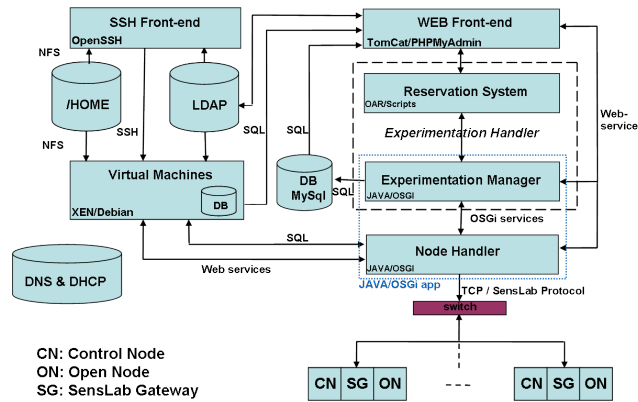 SSH Front-end
OpenSSH
WEB Front-end
TomCat/PHPMyAdmin
NFS
/HOME
LDAP
SQL
Reservation System
OAR/Scripts
Web-
service
NFS
SSH
SQL
SQL
Experimentation Handler
Virtual Machines
DB
XEN/Debian
DB
MySql
SQL
Experimentation Manager
JAVA/OSGI
OSGi services
SQL
Web services
Node Handler
JAVA/OSGI
JAVA/OSGi app
DNS & DHCP
TCP / SensLab Protocol
switch
CN: Control Node
ON: Open Node
SG: SensLab Gateway
CN SG ON
CN SG ON